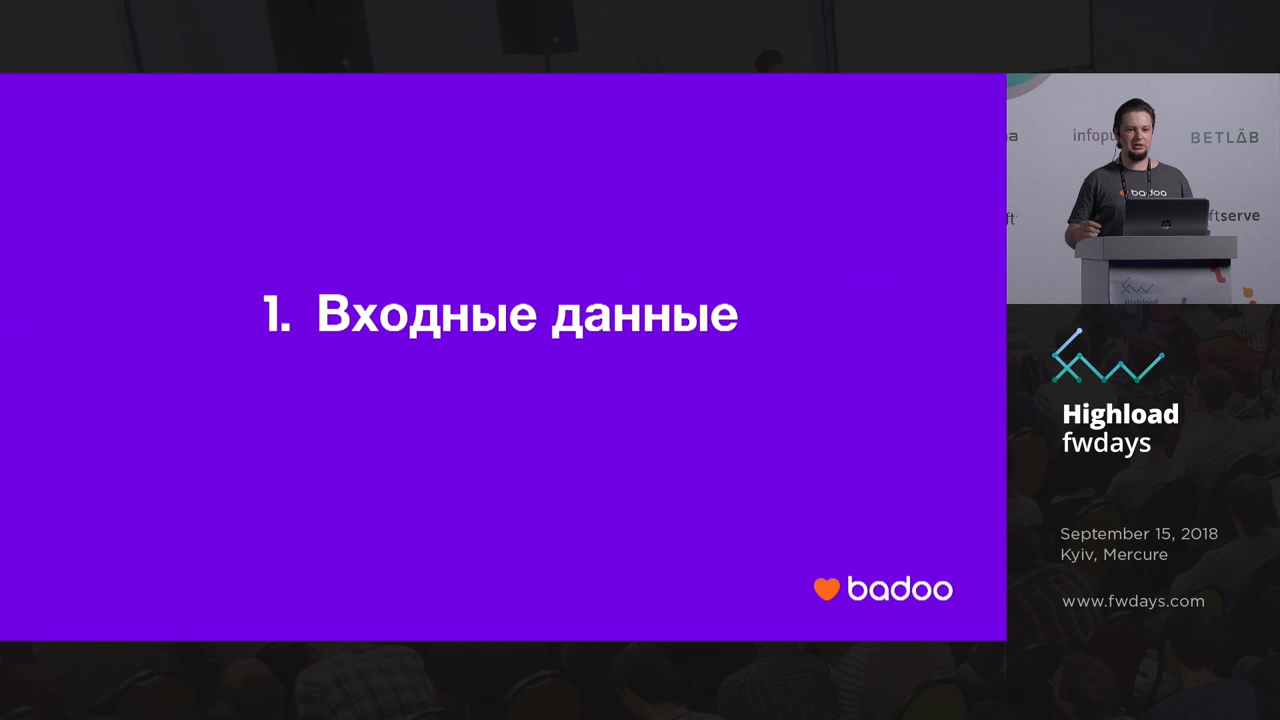 1. Входные данные
badoo
infopu
BETLAB
badoo
ftserve
Highload
fwdays
September 15, 2018
Kyiv, Mercure
www.fwdays.com